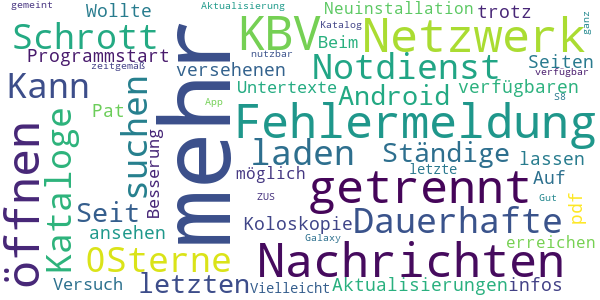 gemeint
Aktualisierung
Wollte
Neuinstallation
trotz
Schrott
KBV
Katalog
Netzwerk
ganz
Programmstart
nutzbar
Beim
zeitgemäß
versehenen
Notdienst
Seiten
verfügbar
Kann
Untertexte
Android
verfügbaren
mehr
suchen
App
S8
Pat
Fehlermeldung
öffnen
Kataloge
Besserung
laden
Ständige
lassen
möglich
letzte
Auf
getrennt
ZUS
Gut
pdf
Seit
Koloskopie
Dauerhafte
ansehen
Galaxy
erreichen
OSterne
Nachrichten
Versuch
letzten
Vielleicht
Aktualisierungen
infos